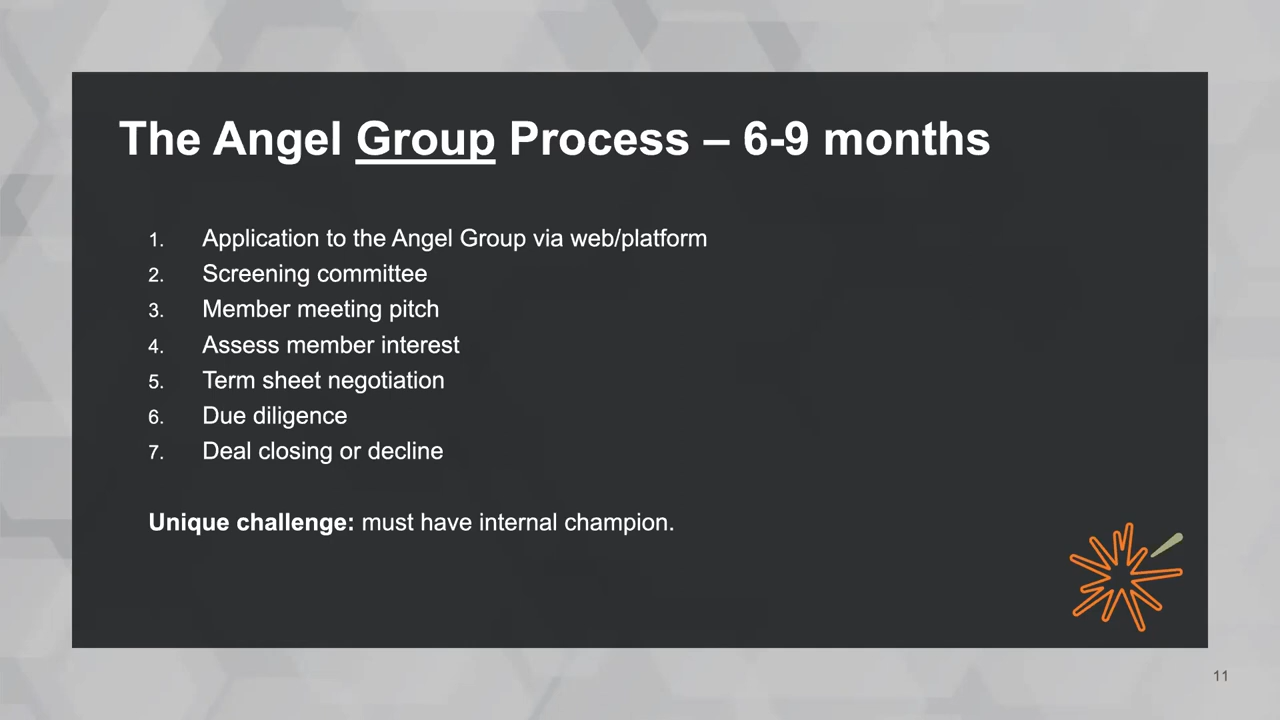 The Angel Group Process – 6-9 months
1. Application to the Angel Group via web/platform
2. Screening committee
3. Member meeting pitch
4. Assess member interest
5. Term sheet negotiation
6. Due diligence
7. Deal closing or decline
Unique challenge: must have internal champion.
11